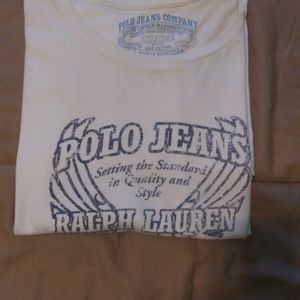 POLO JEANS COMPANY
POLO JEANS
Setting the Standard
in Quality and
Style
RALPH LAUREN